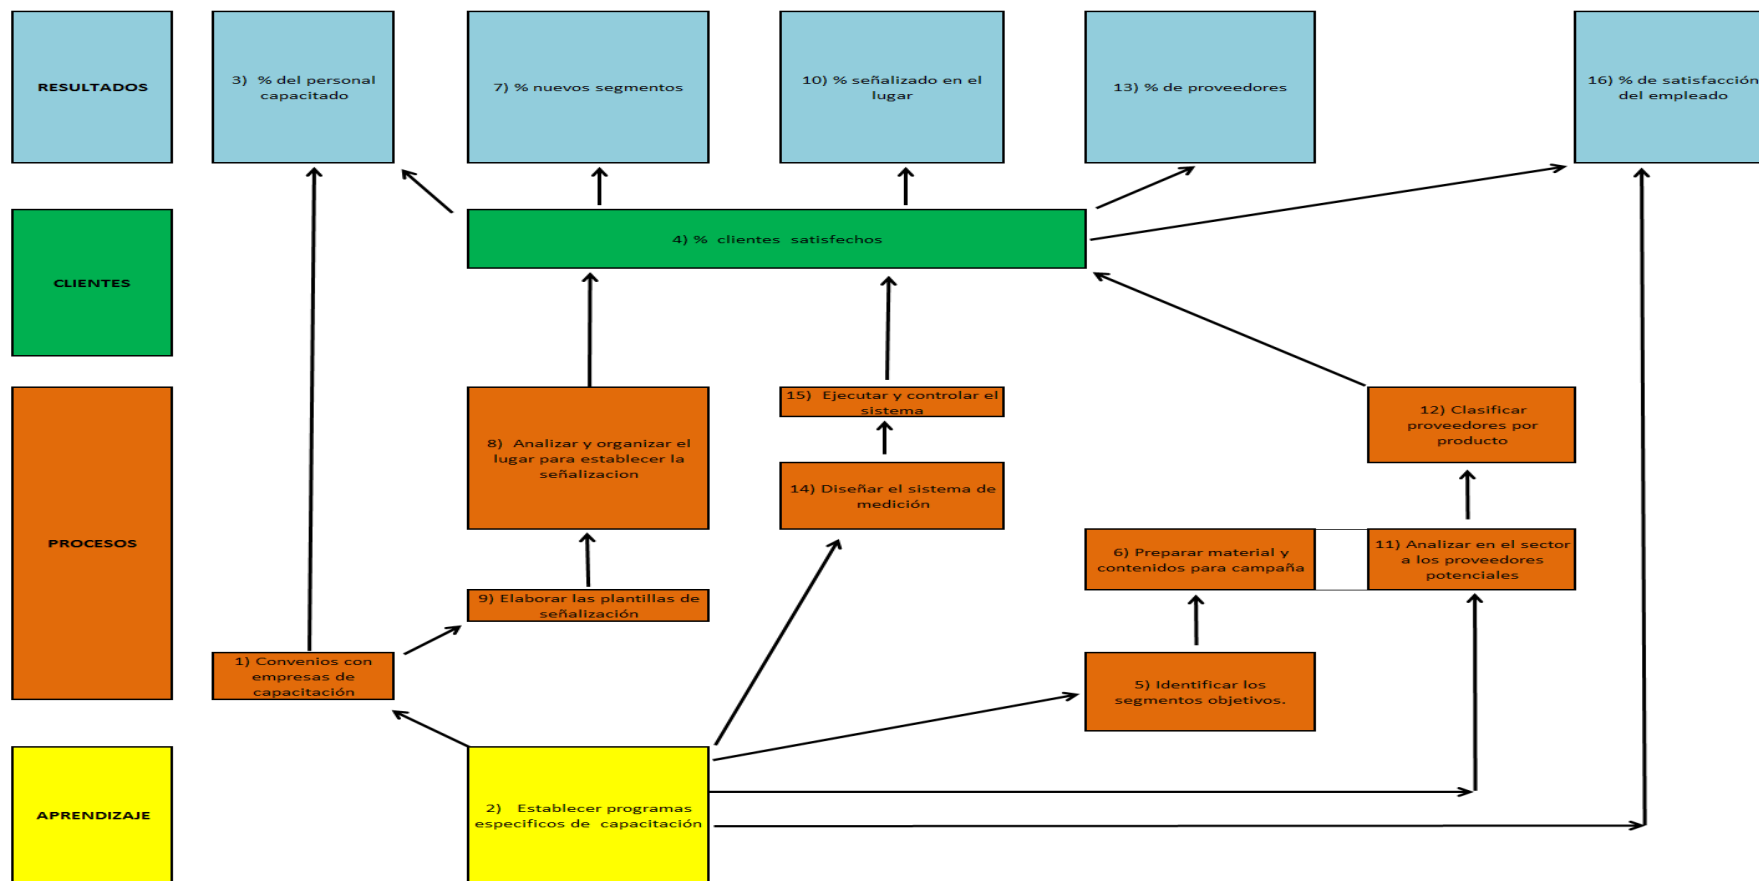 RESULTADOS
3) % del personal
capacitado
7) % nuevos segmentos
10) % señalizado en el
lugar
13) % de proveedores
16) % de satisfacción
del empleado
CLIENTES
4) % clientes satisfechos
PROCESOS
15) Ejecutar y controlar el
sistema
12) Clasificar
proveedores por
producto
8) Analizar y organizar el
lugar para establecer la
señalizacion
14) Diseñar el sistema de
medición
6) Preparar material y
contenidos para campaña
11) Analizar en el sector
a los proveedores
potenciales
9) Elaborar las plantillas de
señalización
1) Convenios con
empresas de
capacitación
5) Identificar los
segmentos objetivos.
APRENDIZAJE
2) Establecer programas
especificos de capacitación